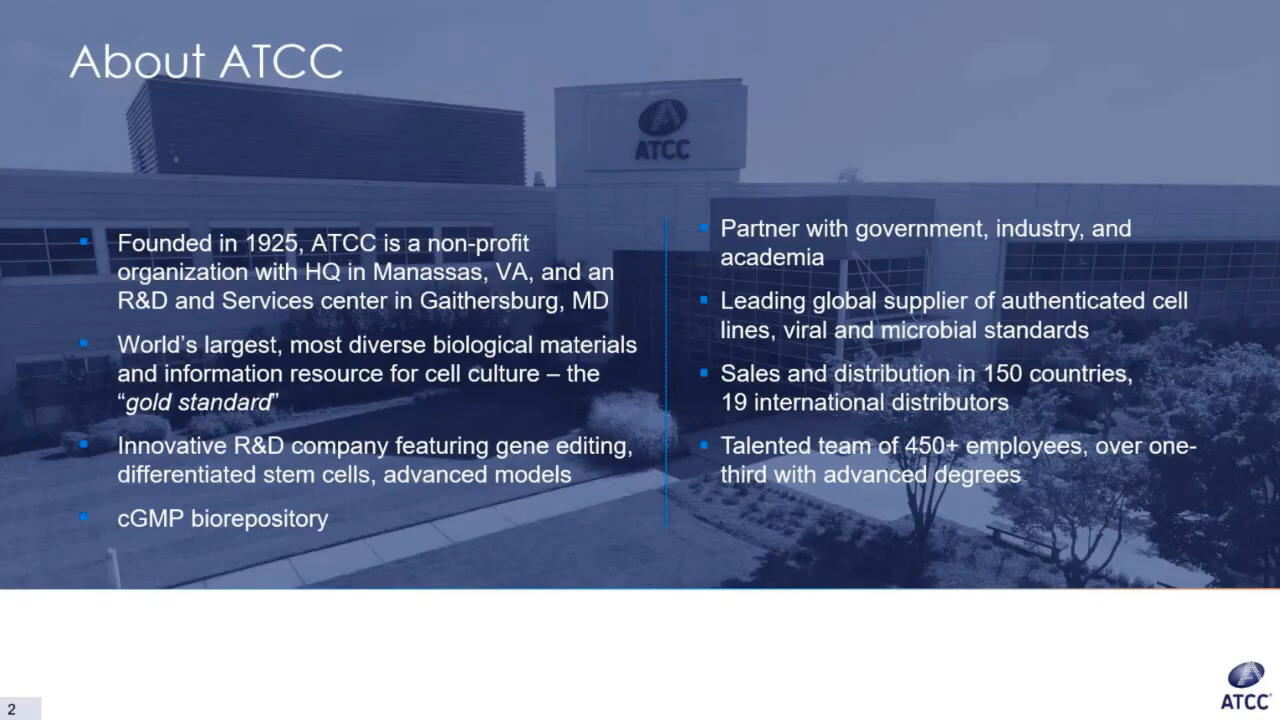 About ATCC
ATCC
Founded in 1925, ATCC is a non-profit
organization with HQ in Manassas, VA, and an
R&D and Services center in Gaithersburg, MD
World’s largest, most diverse biological materials
and information resource for cell culture – the
“gold standard”
Innovative R&D company featuring gene editing,
differentiated stem cells, advanced models
cGMP biorepository
Partner with government, industry, and
academia
Leading global supplier of authenticated cell
lines, viral and microbial standards
Sales and distribution in 150 countries,
19 international distributors
Talented team of 450+ employees, over one-
third with advanced degrees
2
ATCC®